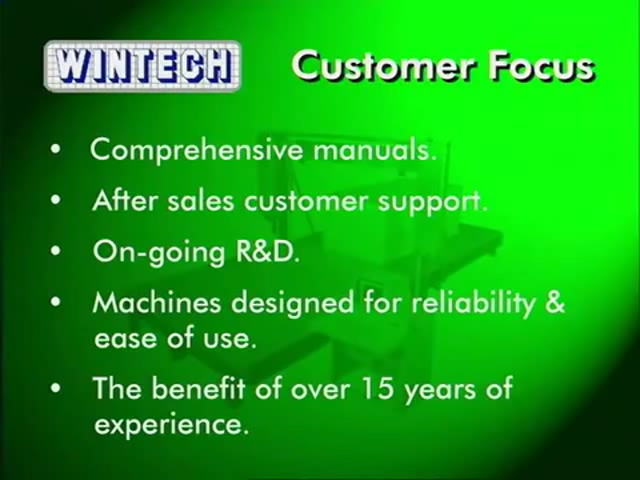 WINTECH
Customer Focus
• Comprehensive manuals.
• After sales customer support.
• On-going R&D.
• Machines designed for reliability &
ease of use.
• The benefit of over 15 years of
experience.